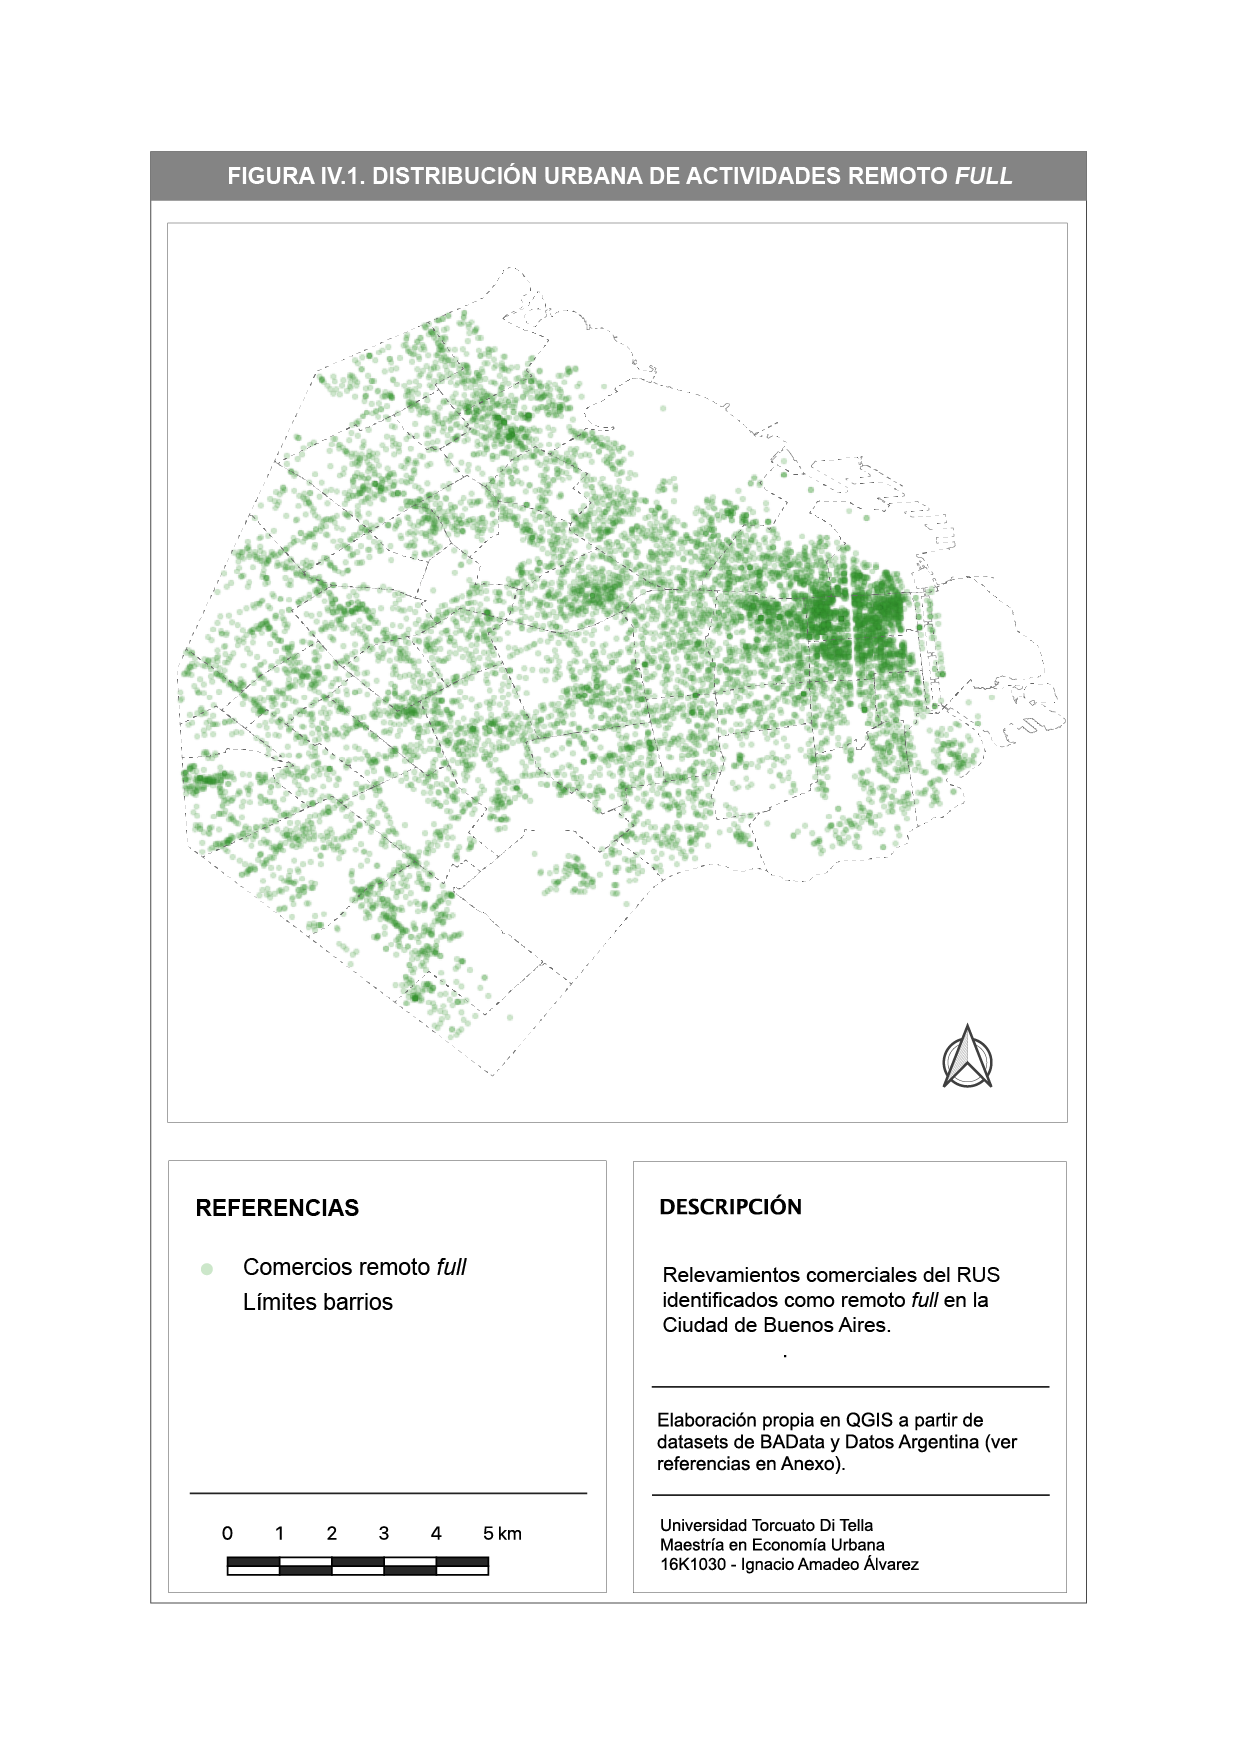 FIGURA IV.1. DISTRIBUCIÓN URBANA DE ACTIVIDADES REMOTO FULL
REFERENCIAS
Comercios remoto full
Límites barrios
0 1 2 3 4 5 km
DESCRIPCIÓN
Relevamientos comerciales del RUS
identificados como remoto full en la
Ciudad de Buenos Aires.
.
Elaboración propia en QGIS a partir de
datasets de BAData y Datos Argentina (ver
referencias en Anexo).
Universidad Torcuato Di Tella
Maestría en Economía Urbana
16K1030 - Ignacio Amadeo Álvarez